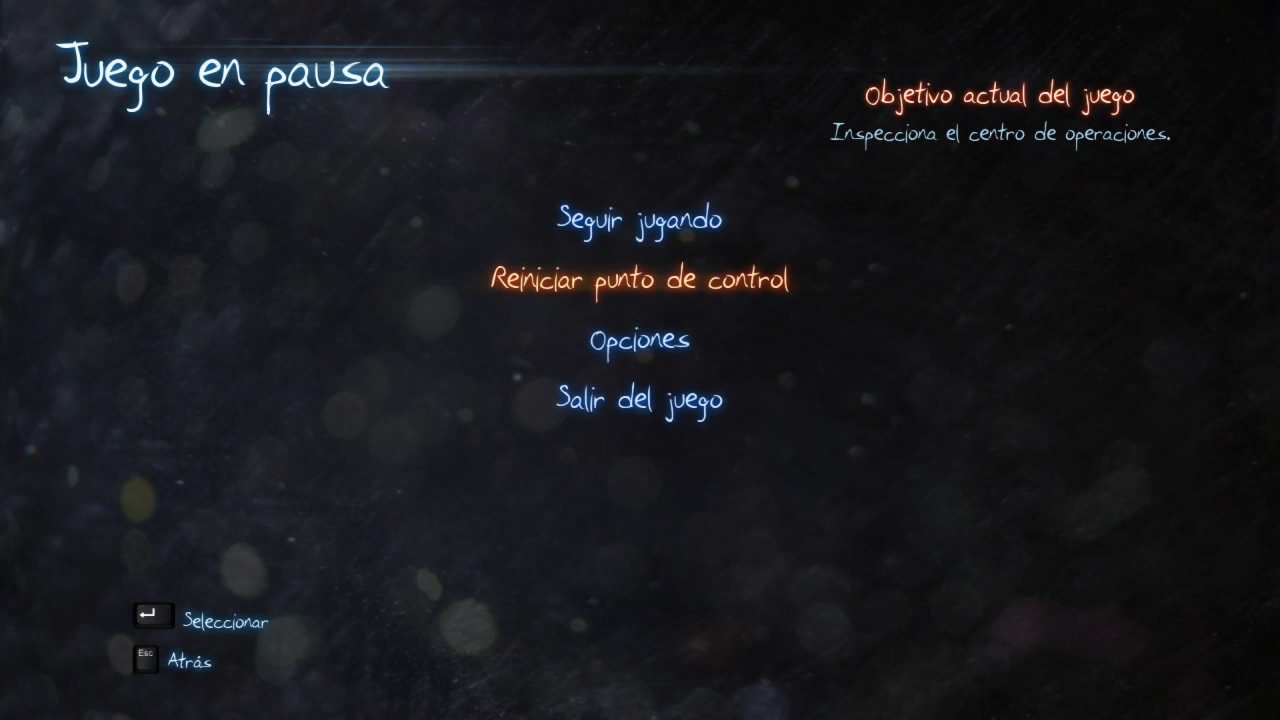 Juego en pausa
Objetivo actual del juego
Inspecciona el centro de operaciones.
Seguir jugando
Reiniciar punto de control
Opciones
Salir del juego
Seleccionar
Esc Atrás